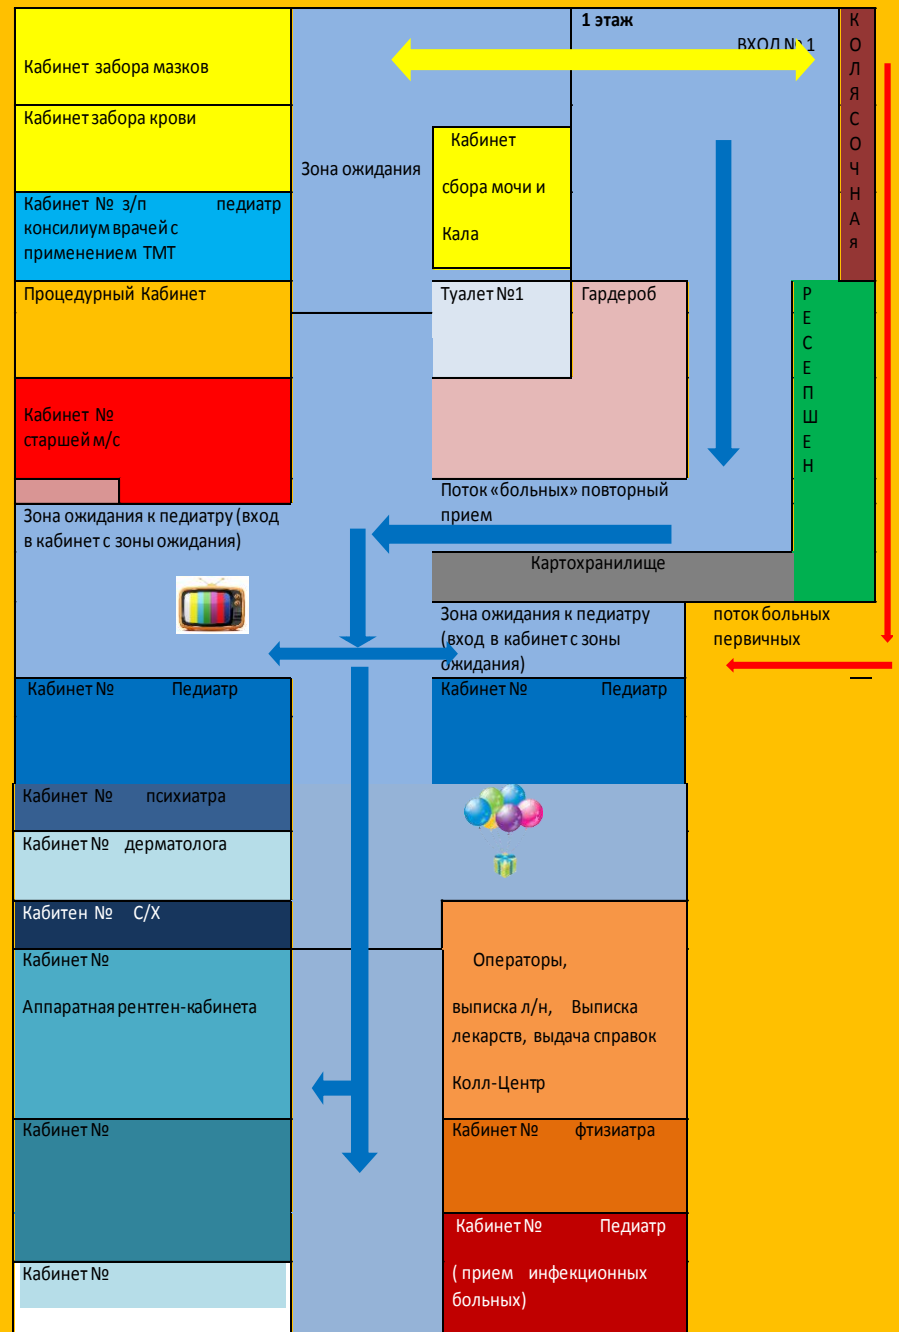 1 этаж
ВХОД № 1
КОЛЯСОЧНАя
Кабинет забора мазков
Кабинет забора крови
Зона ожидания
Кабинет
сбора мочи и
Кала
Кабинет № з/п педиатр
консилиум врачей с
применением ТМТ
Процедурный Кабинет
Туалет №1
Гардероб
РЕСЕПШЕН
Кабинет №
старшей м/с
Поток «больных» повторный
прием
Зона ожидания к педиатру (вход
в кабинет с зоны ожидания)
Картохранилище
Зона ожидания к педиатру
(вход в кабинет с зоны
ожидания)
поток больных
первичных
Кабинет № Педиатр
Кабинет № Педиатр
Кабинет № психиатра
Кабинет № дерматолога
Кабитен № С/Х
Кабинет №
Аппаратная рентген-кабинета
Операторы,
выписка л/н, Выписка
лекарств, выдача справок
Колл-Центр
Кабинет №
Кабинет № фтизиатра
Кабинет № Педиатр
( прием инфекционных
больных)
Кабинет №